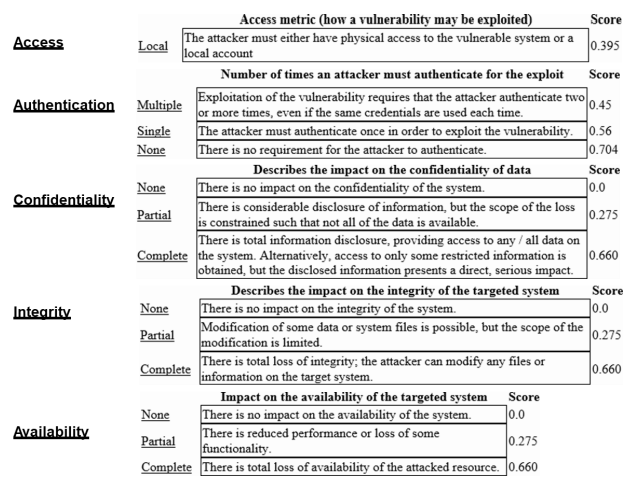 Access metric (how a vulnerability may be exploited) Score
Access
Local The attacker must either have physical access to the vulnerable system or a
local account 0.395
Number of times an attacker must authenticate for the exploit Score
Authentication
Multiple Exploitation of the vulnerability requires that the attacker authenticate two
or more times, even if the same credentials are used each time. 0.45
Single The attacker must authenticate once in order to exploit the vulnerability. 0.56
None There is no requirement for the attacker to authenticate. 0.704
Describes the impact on the confidentiality of data Score
Confidentiality
None There is no impact on the confidentiality of the system. 0.0
Partial There is considerable disclosure of information, but the scope of the loss
is constrained such that not all of the data is available. 0.275
Complete There is total information disclosure, providing access to any / all data on
the system. Alternatively, access to only some restricted information is
obtained, but the disclosed information presents a direct, serious impact. 0.660
Describes the impact on the integrity of the targeted system Score
Integrity
None There is no impact on the integrity of the system. 0.0
Partial Modification of some data or system files is possible, but the scope of the
modification is limited. 0.275
Complete There is total loss of integrity; the attacker can modify any files or
information on the target system. 0.660
Impact on the availability of the targeted system Score
Availability
None There is no impact on the availability of the system. 0.0
Partial There is reduced performance or loss of some
functionality. 0.275
Complete There is total loss of availability of the attacked resource. 0.660